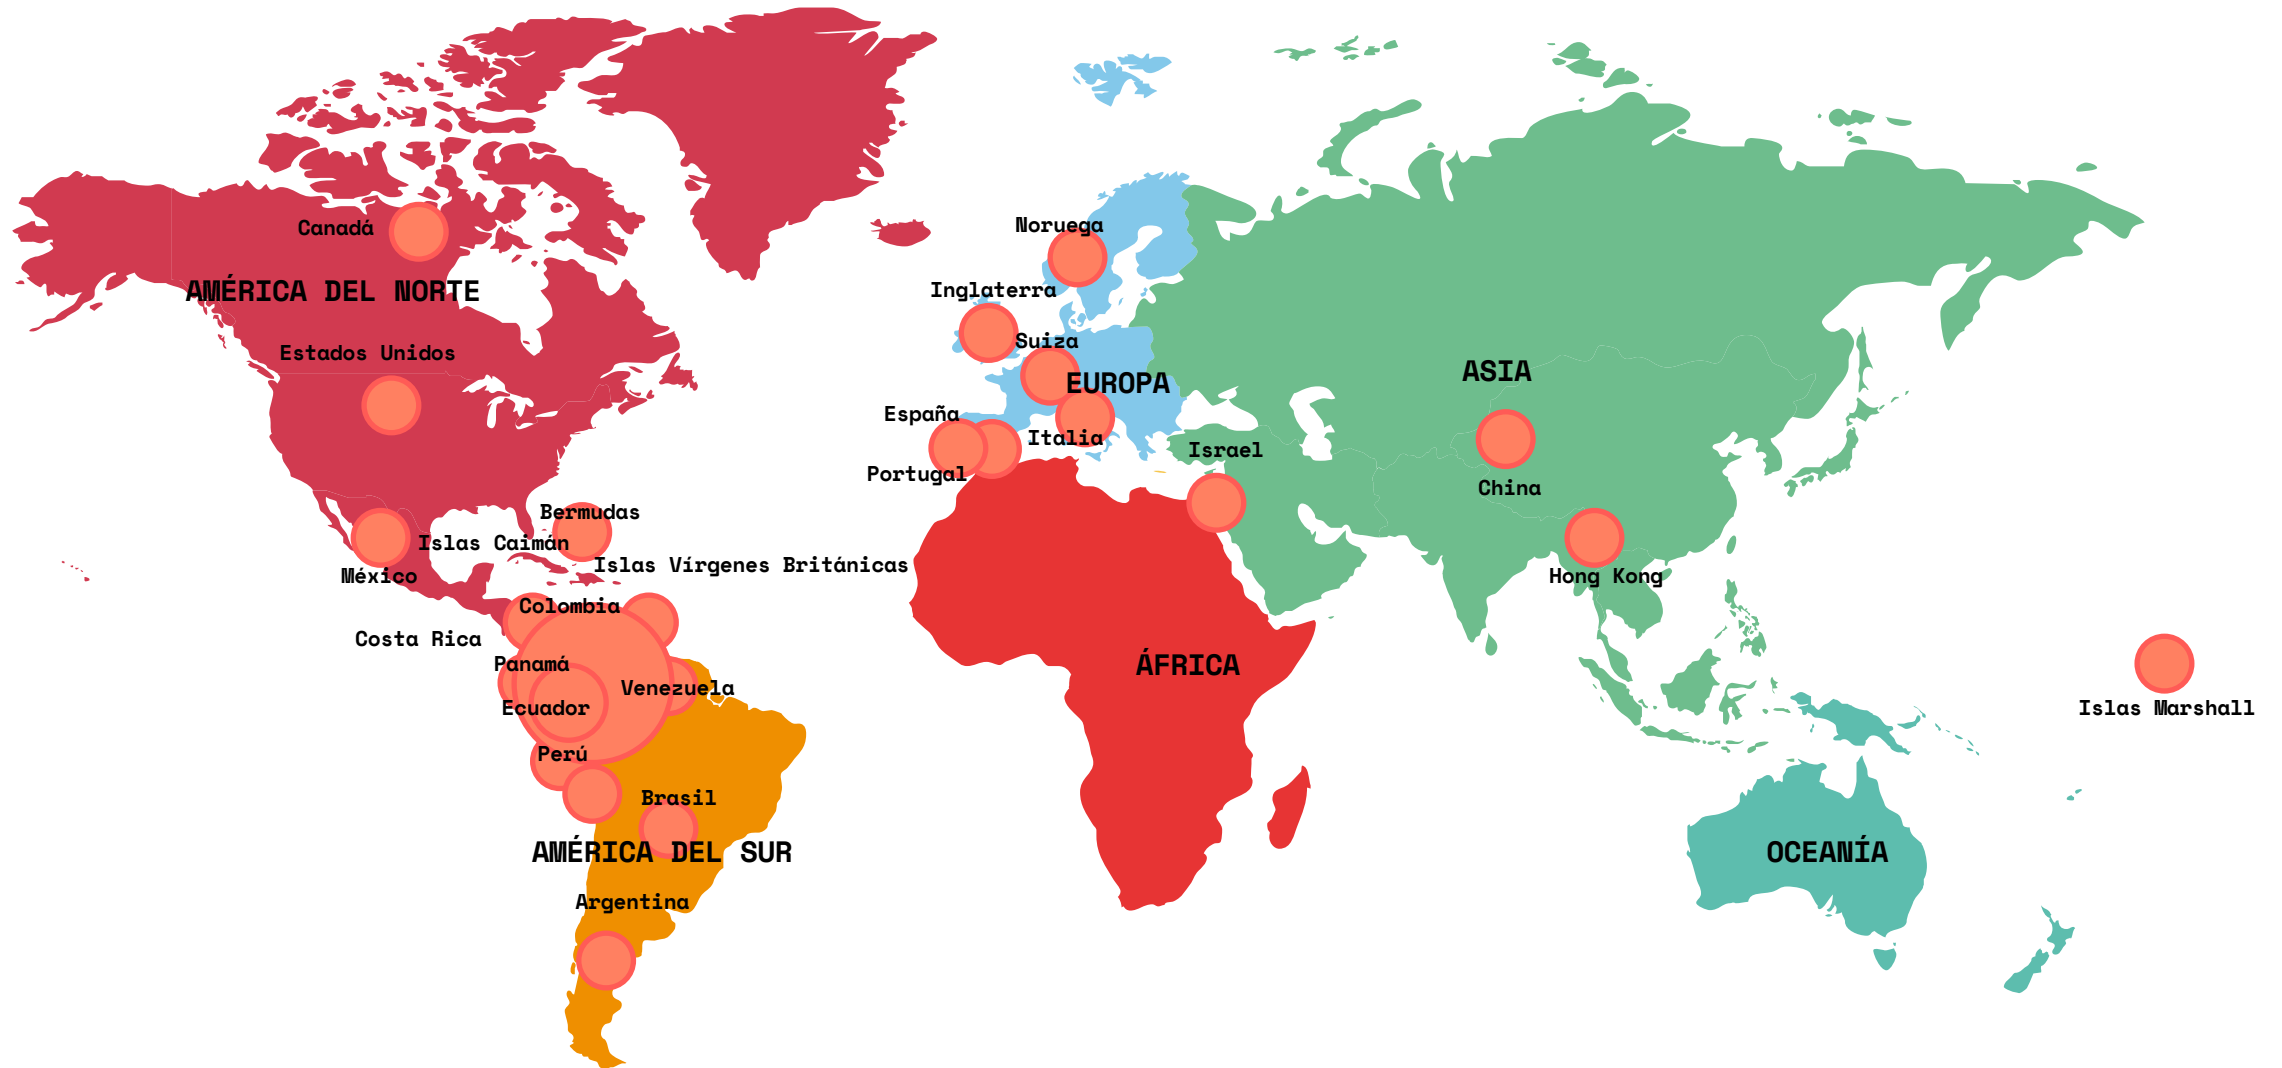 Noruega
Canadá
AMÉRICA DEL NORTE
Inglaterra
Estados Unidos
Suiza
ASIA
EUROPA
España
Italia
Israel
Portugal
China
Bermudas
Islas Caimán
Islas Vírgenes Británicas
México
Hong Kong
Colombia
Costa Rica
Panamá
ÁFRICA
Venezuela
Ecuador
Islas Marshall
Perú
Brasil
AMÉRICA DEL SUR
OCEANÍA
Argentina